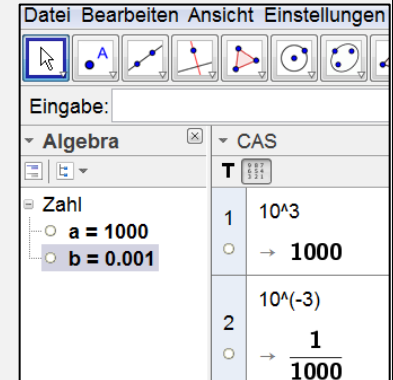 Datei Bearbeiten Ansicht Einstellungen
A
Eingabe:
Algebra
Zahl
a = 1000
b = 0.001
CAS
T
1 10^3
→ 1000
2 10^(-3)
→ 1
1000